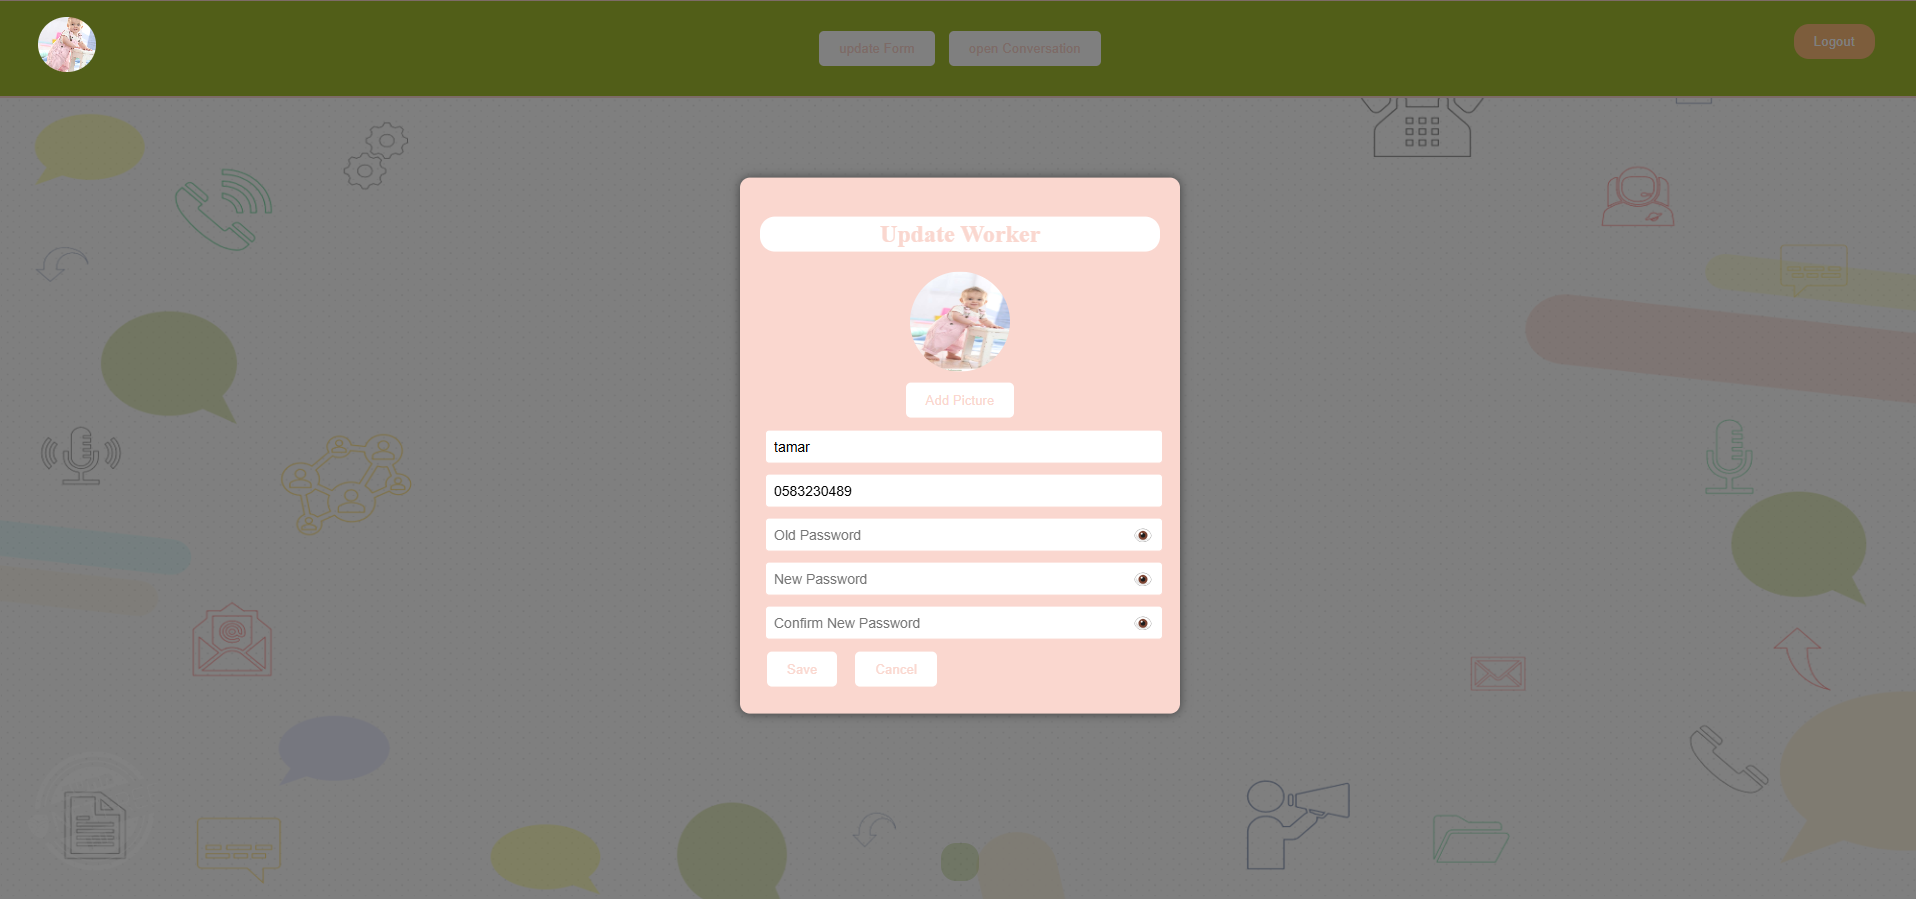 update Form
open Conversation
Logout
Update Worker
Add Picture
tamar
0583230489
Old Password
New Password
Confirm New Password
Save
Cancel